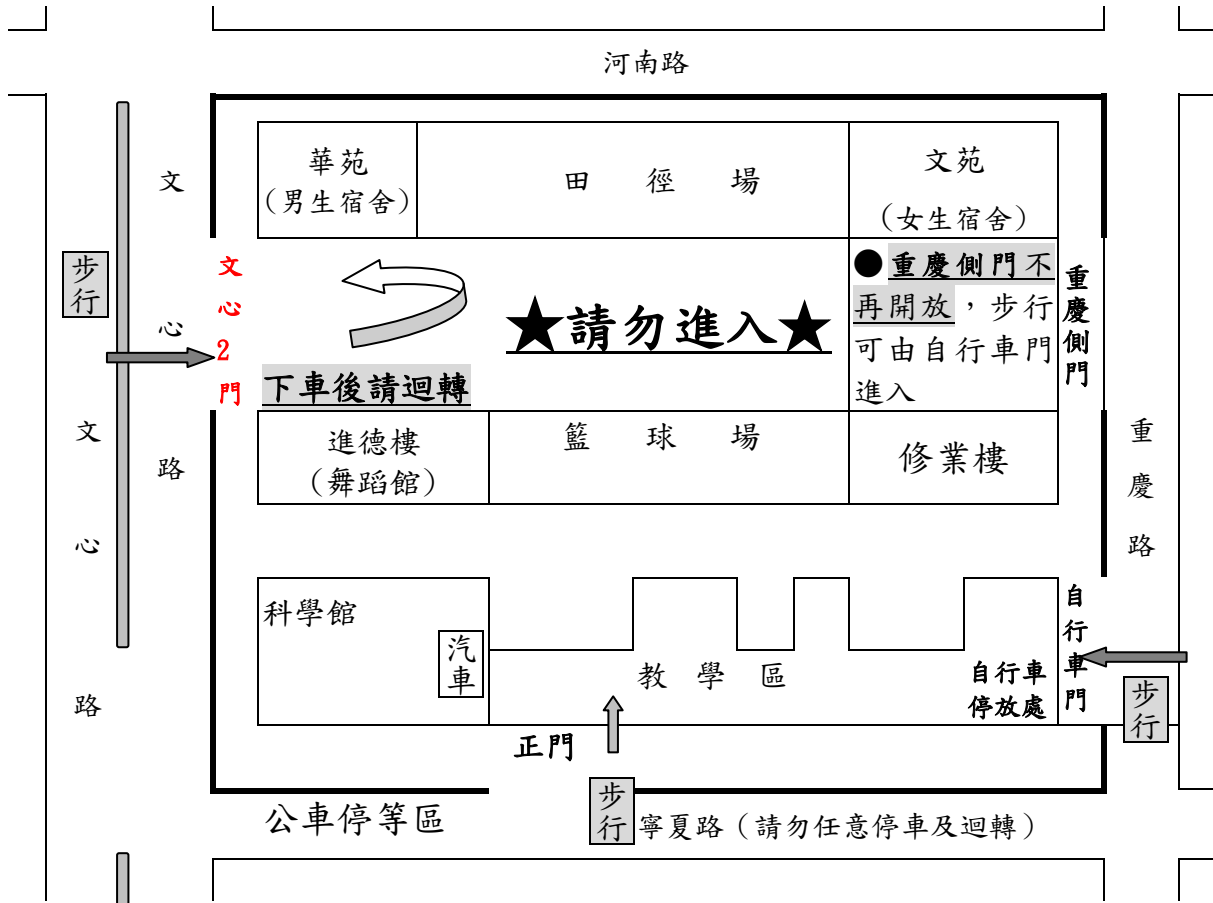 河南路
華苑
(男生宿舍)
田徑場
文苑
(女生宿舍)
文心路
步行
文心2門
下車後請迴轉
★請勿進入★
●重慶側門不
再開放，步行
可由自行車門
進入
重慶側門
文心路
進德樓
(舞蹈館)
籃球場
修業樓
重慶路
科學館
汽車
教學區
自行車
停放處
自行車門
步行
正門
公車停等區
步行
寧夏路（請勿任意停車及迴轉）